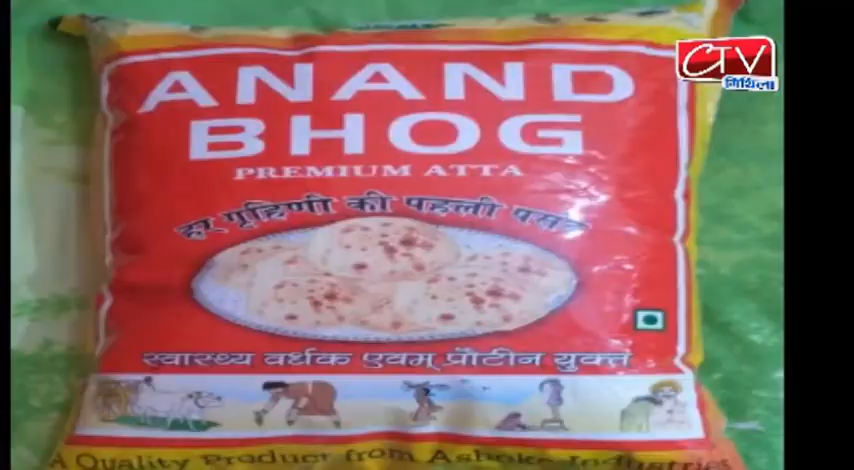 CTV
मिथिला
ANAND
BHOG
PREMIUM ATTA
हर गृहिणी की पहली पसंद
स्वास्थ्य वर्धक एवम् प्रौटीन युक्त
A Quality Product from Ashoka Industries